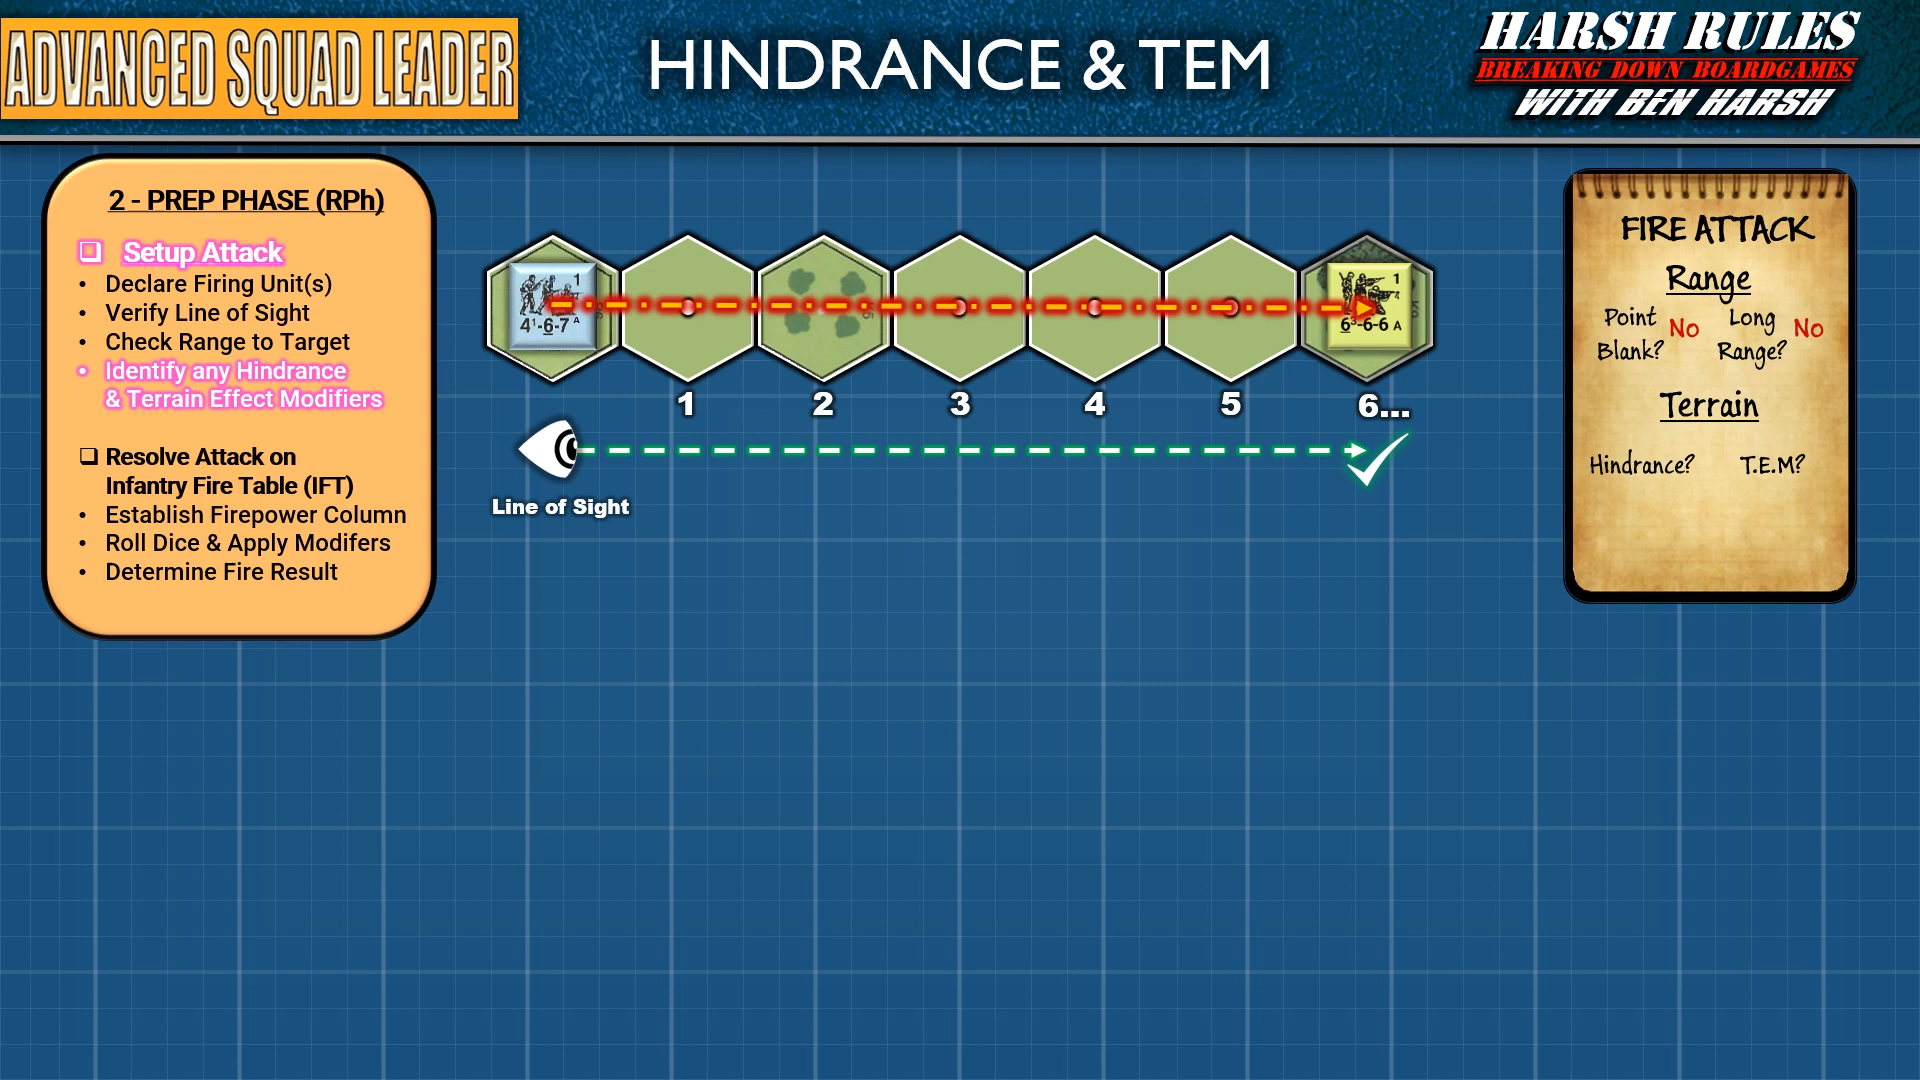 ADVANCED SQUAD LEADER
HINDRANCE & TEM
HARSH RULES
BREAKING DOWN BOARDGAMES
WITH BEN HARSH
2 - PREP PHASE (RPh)
Setup Attack
• Declare Firing Unit(s)
• Verify Line of Sight
• Check Range to Target
• Identify any Hindrance
& Terrain Effect Modifiers
Resolve Attack on
Infantry Fire Table (IFT)
• Establish Firepower Column
• Roll Dice & Apply Modifers
• Determine Fire Result
1
4¹-6-7 A
1
6³-6-6 A
1 2 3 4 5 6...
Line of Sight
FIRE ATTACK
Range
Point Blank? No
Long Range? No
Terrain
Hindrance? T.E.M?